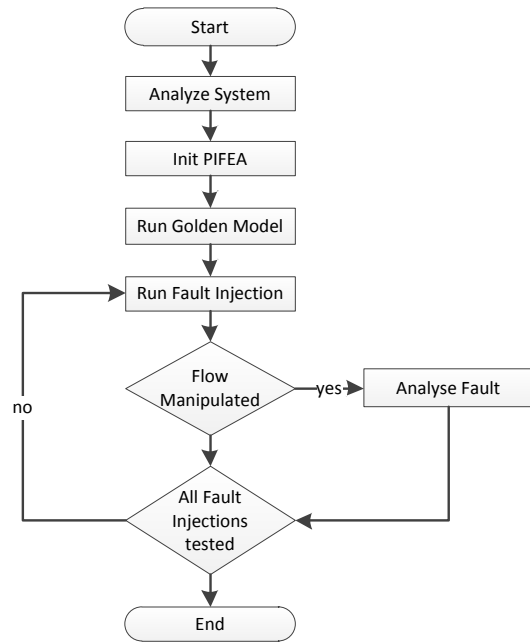 Start
Analyze System
Init PIFEA
Run Golden Model
Run Fault Injection
Flow
Manipulated
yes
Analyse Fault
no
All Fault
Injections
tested
End